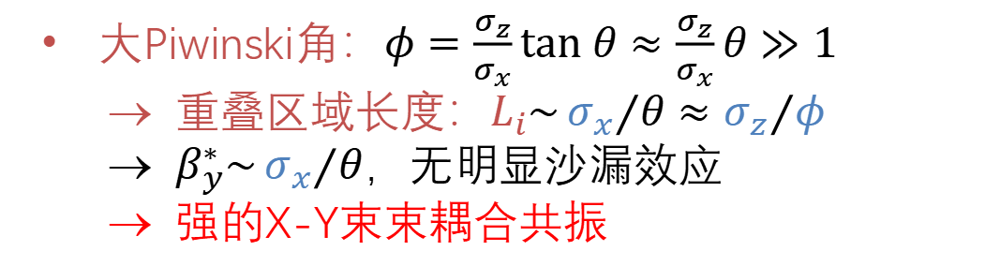 • 大Piwinski角：ϕ = σ_z/σ_x tan θ ≈ σ_z/σ_x θ ≫ 1
→ 重叠区域长度：L_i~ σ_x/θ ≈ σ_z/ϕ
→ β_y^*~ σ_x/θ，无明显沙漏效应
→ 强的X-Y束束耦合共振